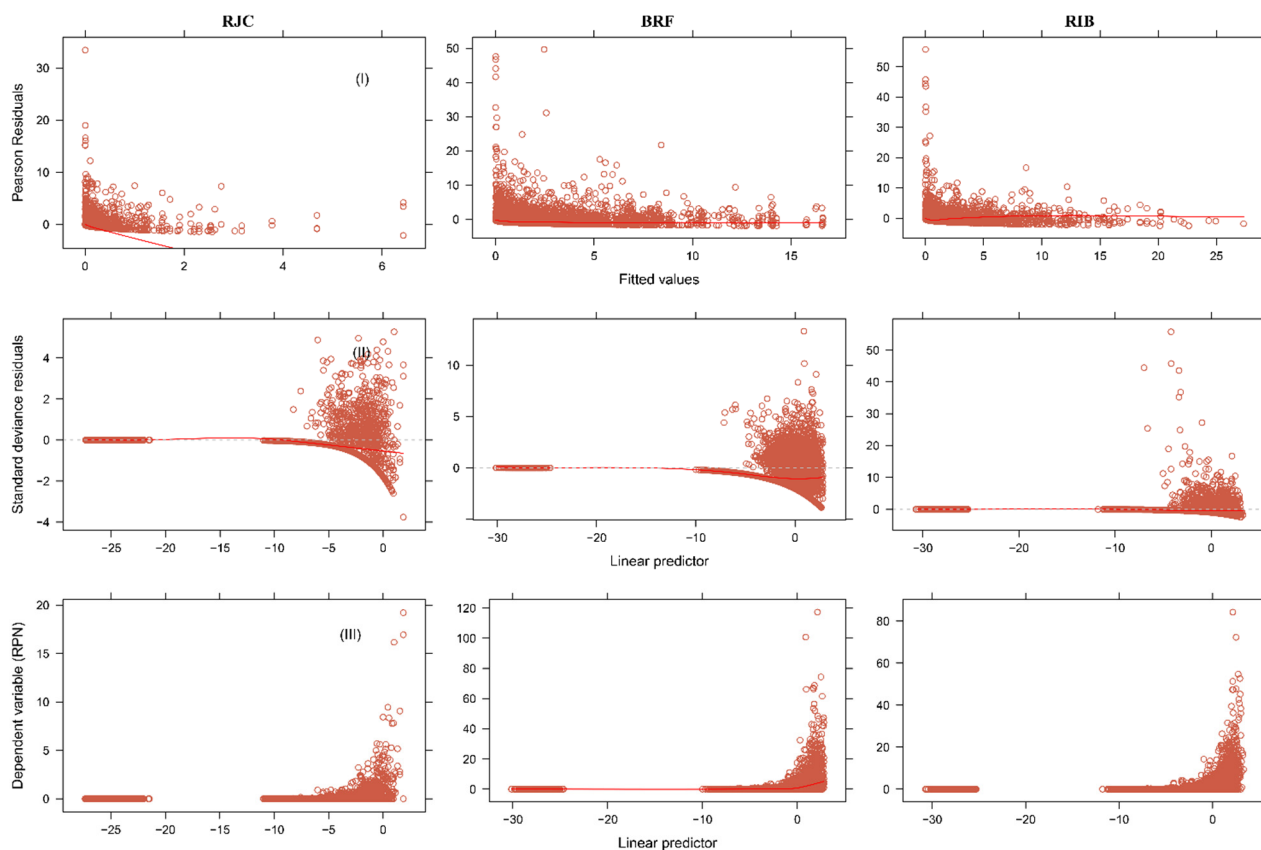 RJC BRF RIB
Pearson Residuals
30
20
10
0
(I)
0 2 4 6
50
40
30
20
10
0
0 5 10 15
Fitted values
50
40
30
20
10
0
0 5 10 15 20 25
Standard deviance residuals
4
2
0
−2
−4
(II)
−25 −20 −15 −10 −5 0
10
5
0
−30 −20 −10 0
Linear predictor
50
40
30
20
10
0
−30 −20 −10 0
Dependent variable (RPN)
20
15
10
5
0
(III)
−25 −20 −15 −10 −5 0
120
100
80
60
40
20
0
−30 −20 −10 0
Linear predictor
80
60
40
20
0
−30 −20 −10 0